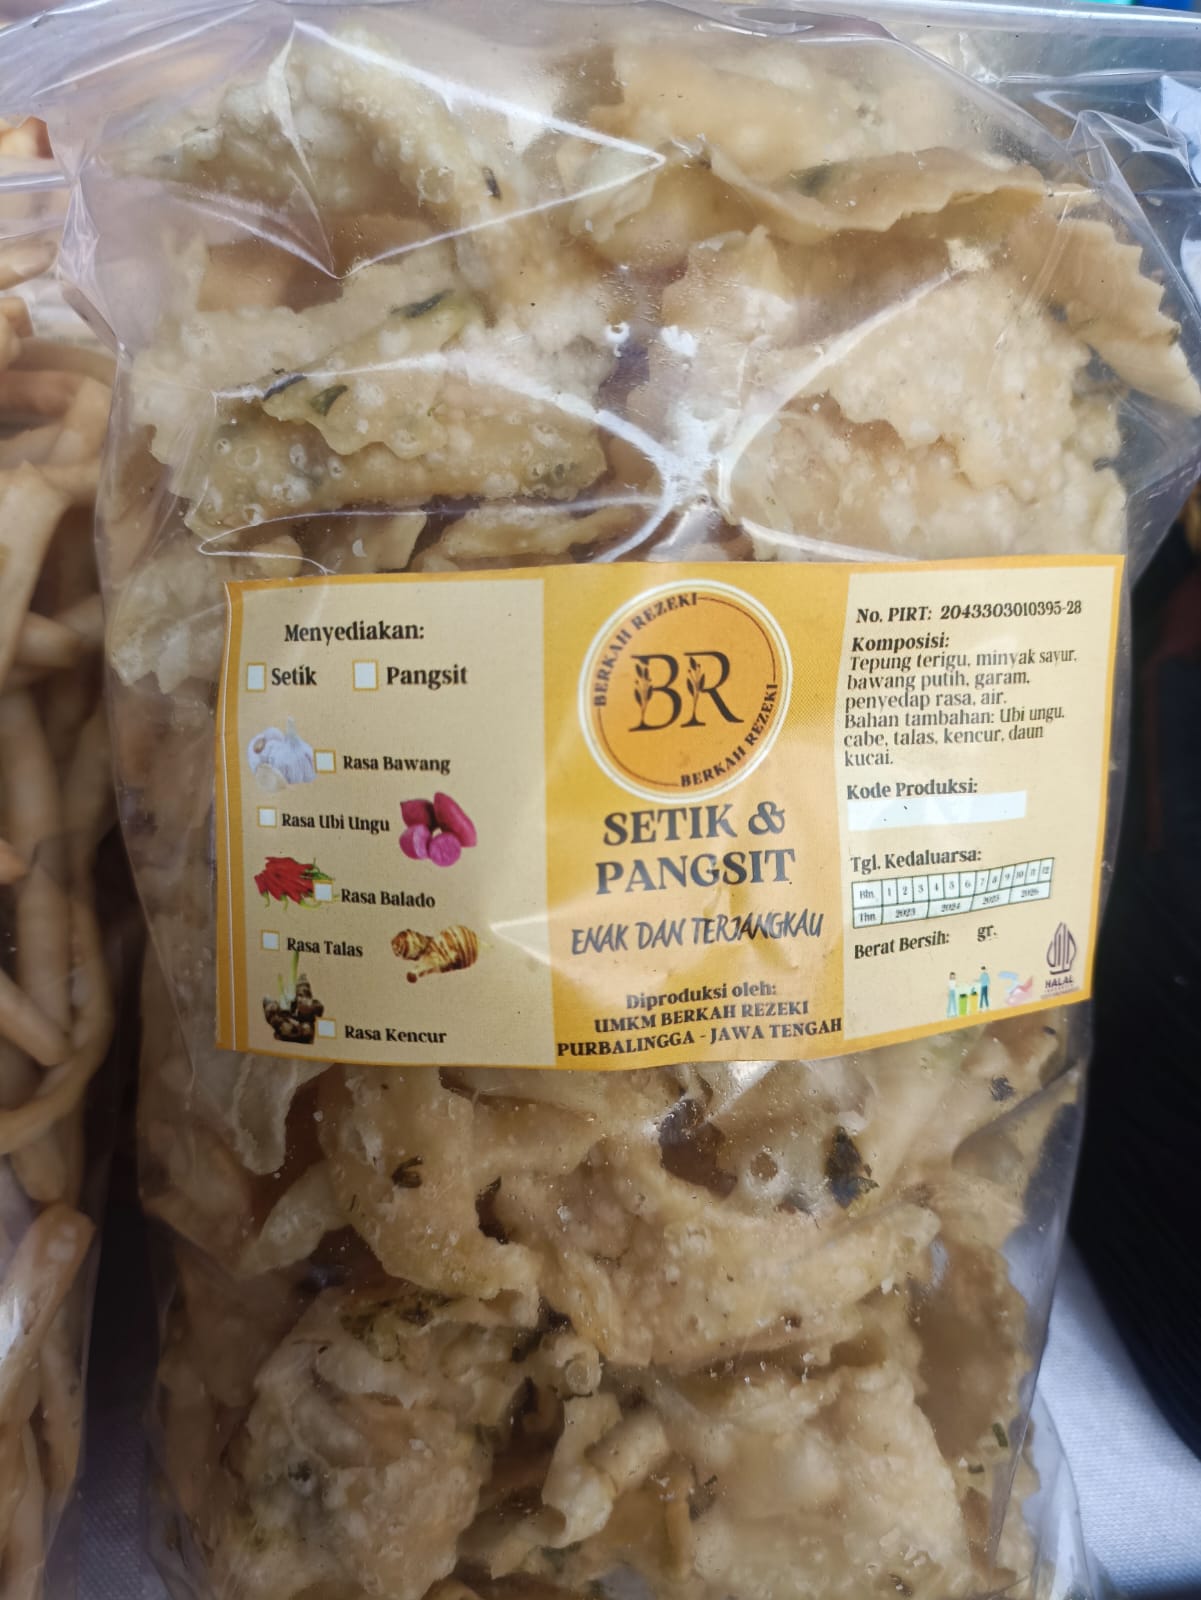 Menyediakan:
Setik Pangsit
Rasa Bawang
Rasa Ubi Ungu
Rasa Balado
Rasa Talas
Rasa Kencur
BERKAH REZEKI
BR
BERKAH REZEKI
SETIK &
PANGSIT
ENAK DAN TERJANGKAU
Diproduksi oleh:
UMKM BERKAH REZEKI
PURBALINGGA - JAWA TENGAH
No. PIRT: 2043303010395-28
Komposisi:
Tepung terigu, minyak sayur,
bawang putih, garam,
penyedap rasa, air.
Bahan tambahan: Ubi ungu,
cabe, talas, kencur, daun
kucai.
Kode Produksi:
Tgl. Kedaluarsa:
Bln. 1 2 3 4 5 6 7 8 9 10 11 12
Thn. 2023 2024 2025 2026
Berat Bersih: gr.
HALAL